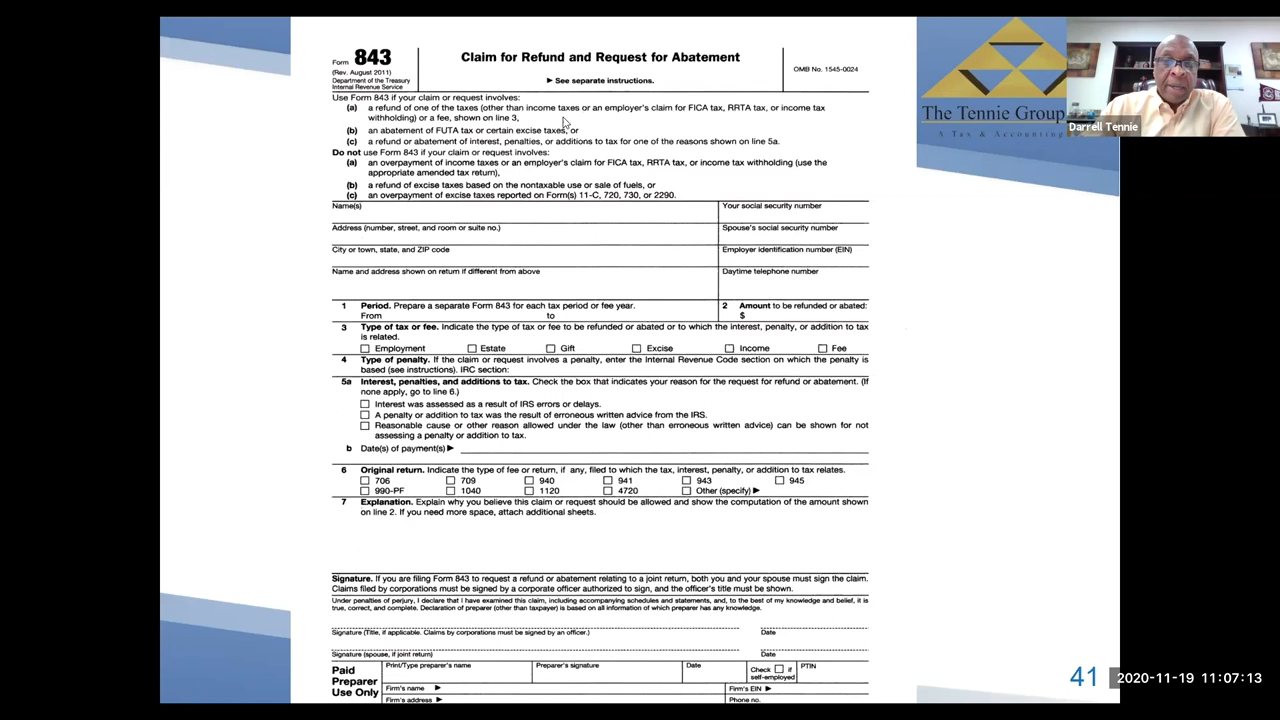 Form 843
(Rev. August 2011)
Department of the Treasury
Internal Revenue Service
Claim for Refund and Request for Abatement
▶ See separate instructions.
OMB No. 1545-0024
Use Form 843 if your claim or request involves:
(a) a refund of one of the taxes (other than income taxes or an employer's claim for FICA tax, RRTA tax, or income tax
withholding) or a fee, shown on line 3,
(b) an abatement of FUTA tax or certain excise taxes, or
(c) a refund or abatement of interest, penalties, or additions to tax for one of the reasons shown on line 5a.
Do not use Form 843 if your claim or request involves:
(a) an overpayment of income taxes or an employer's claim for FICA tax, RRTA tax, or income tax withholding (use the
appropriate amended tax return),
(b) a refund of excise taxes based on the nontaxable use or sale of fuels, or
(c) an overpayment of excise taxes reported on Form(s) 11-C, 720, 730, or 2290.
Name(s)
Your social security number
Address (number, street, and room or suite no.)
Spouse's social security number
City or town, state, and ZIP code
Employer identification number (EIN)
Name and address shown on return if different from above
Daytime telephone number
1 Period. Prepare a separate Form 843 for each tax period or fee year.
From to
2 Amount to be refunded or abated:
$
3 Type of tax or fee. Indicate the type of tax or fee to be refunded or abated or to which the interest, penalty, or addition to tax
is related.
Employment Estate Gift Excise Income Fee
4 Type of penalty. If the claim or request involves a penalty, enter the Internal Revenue Code section on which the penalty is
based (see instructions). IRC section:
5a Interest, penalties, and additions to tax. Check the box that indicates your reason for the request for refund or abatement. (If
none apply, go to line 6.)
Interest was assessed as a result of IRS errors or delays.
A penalty or addition to tax was the result of erroneous written advice from the IRS.
Reasonable cause or other reason allowed under the law (other than erroneous written advice) can be shown for not
assessing a penalty or addition to tax.
b Date(s) of payment(s) ▶
6 Original return. Indicate the type of fee or return, if any, filed to which the tax, interest, penalty, or addition to tax relates.
706 709 940 941 943 945
990-PF 1040 1120 4720 Other (specify) ▶
7 Explanation. Explain why you believe this claim or request should be allowed and show the computation of the amount shown
on line 2. If you need more space, attach additional sheets.
Signature. If you are filing Form 843 to request a refund or abatement relating to a joint return, both you and your spouse must sign the claim.
Claims filed by corporations must be signed by a corporate officer authorized to sign, and the officer's title must be shown.
Under penalties of perjury, I declare that I have examined this claim, including accompanying schedules and statements, and, to the best of my knowledge and belief, it is
true, correct, and complete. Declaration of preparer (other than taxpayer) is based on all information of which preparer has any knowledge.
Signature (Title, if applicable. Claims by corporations must be signed by an officer.)
Date
Signature (spouse, if joint return)
Date
Paid
Preparer
Use Only
Print/Type preparer's name
Preparer's signature
Date
Check if
self-employed
PTIN
Firm's name ▶
Firm's EIN ▶
Firm's address ▶
Phone no.
The Tennie Group
A Tax & Accounting
Darrell Tennie
41
2020-11-19 11:07:13